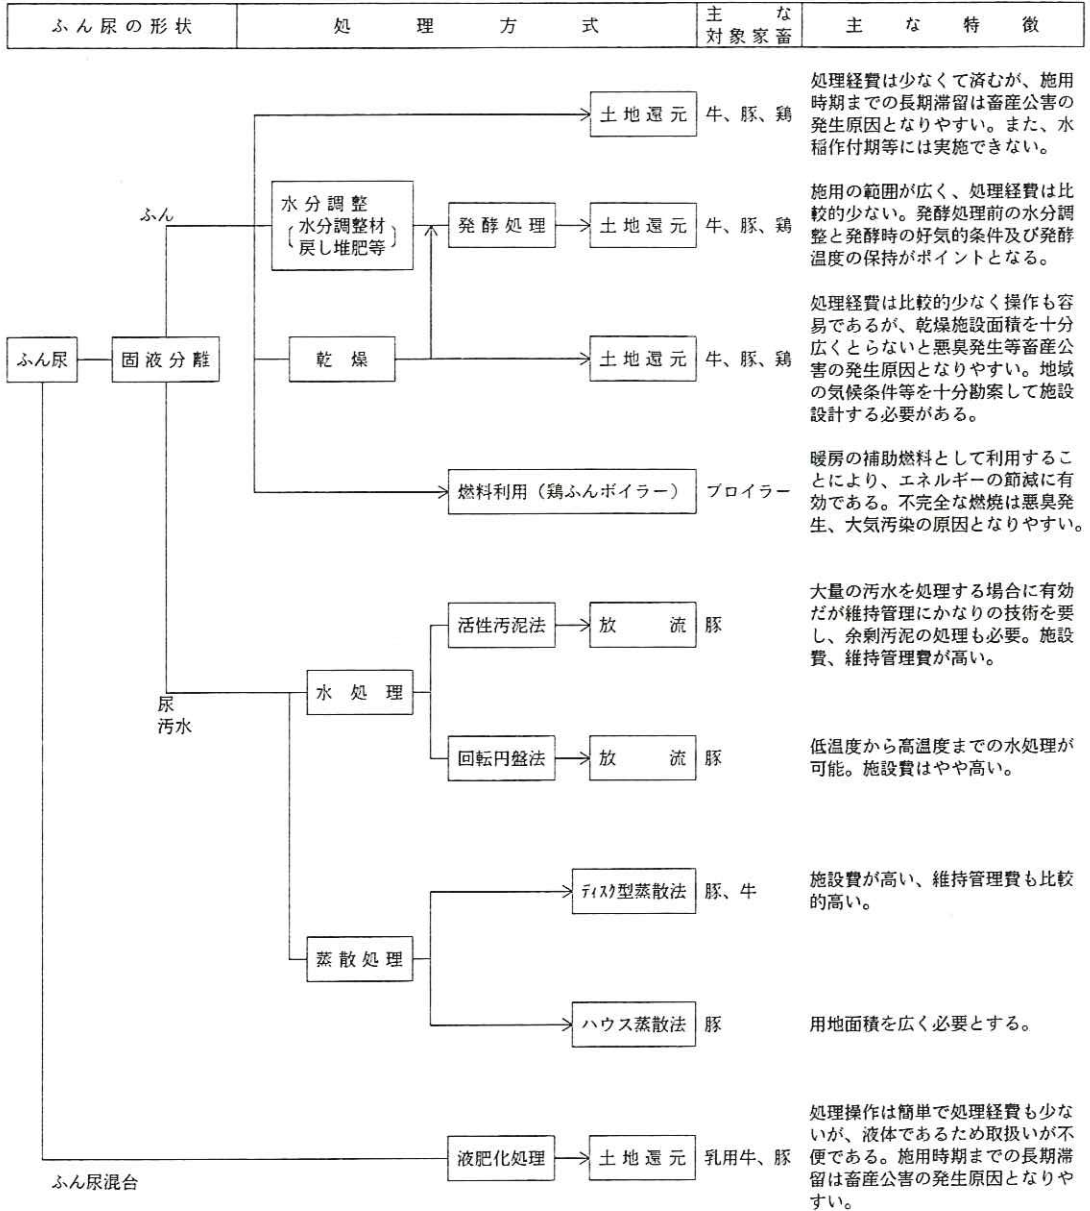 ふん尿の形状
処理方式
主な
対象家畜
主な特徴
処理経費は少なくて済むが、施用
時期までの長期滞留は畜産公害の
発生原因となりやすい。また、水
稲作付期等には実施できない。
土地還元
牛、豚、鶏
ふん
水分調整
水分調整材
戻し堆肥等
発酵処理
土地還元
牛、豚、鶏
施用の範囲が広く、処理経費は比
較的少ない。発酵処理前の水分調
整と発酵時の好気的条件及び発酵
温度の保持がポイントとなる。
ふん尿
固液分離
乾燥
土地還元
牛、豚、鶏
処理経費は比較的少なく操作も容
易であるが、乾燥施設面積を十分
広くとらないと悪臭発生等畜産公
害の発生原因となりやすい。地域
の気候条件等を十分勘案して施設
設計する必要がある。
燃料利用（鶏ふんボイラー）
ブロイラー
暖房の補助燃料として利用するこ
とにより、エネルギーの節減に有
効である。不完全な燃焼は悪臭発
生、大気汚染の原因となりやすい。
活性汚泥法
放流
豚
大量の汚水を処理する場合に有効
だが維持管理にかなりの技術を要
し、余剰汚泥の処理も必要。施設
費、維持管理費が高い。
尿
汚水
水処理
回転円盤法
放流
豚
低温度から高温度までの水処理が
可能。施設費はやや高い。
蒸散処理
ディスク型蒸散法
豚、牛
施設費が高い、維持管理費も比較
的高い。
ハウス蒸散法
豚
用地面積を広く必要とする。
ふん尿混合
液肥化処理
土地還元
乳用牛、豚
処理操作は簡単で処理経費も少な
いが、液体であるため取扱いが不
便である。施用時期までの長期滞
留は畜産公害の発生原因となりや
すい。